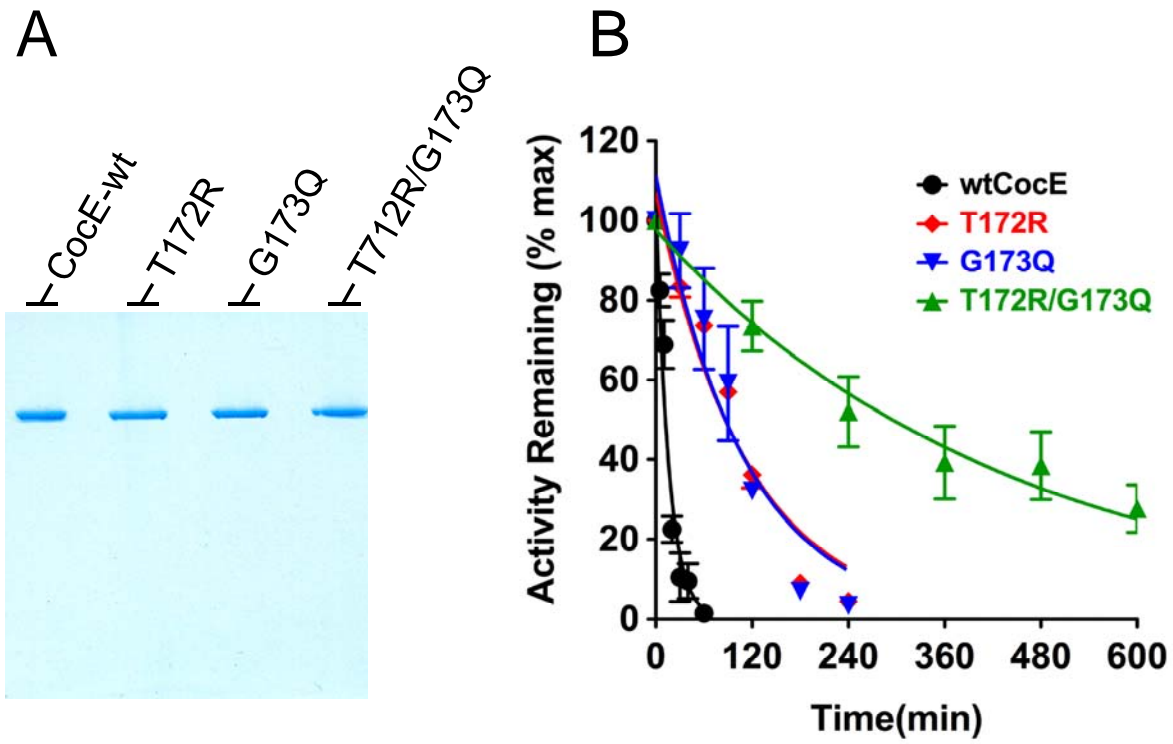 A
CocE-wt
T172R
G173Q
T712R/G173Q
B
Activity Remaining (% max)
120
100
80
60
40
20
0
wtCocE
T172R
G173Q
T172R/G173Q
0 120 240 360 480 600
Time(min)